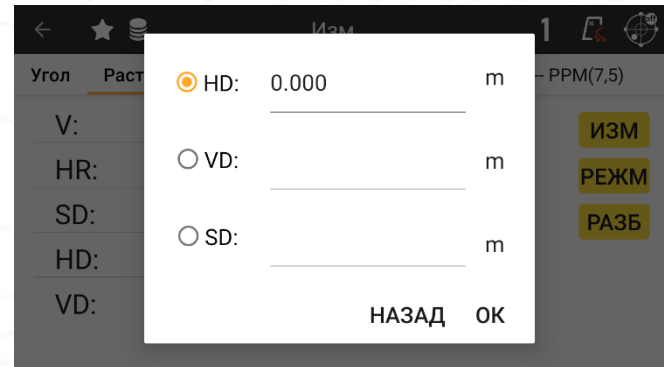 Изм 1
Угол Раст -- PPM(7,5)
HD: 0.000 m
V: ИЗМ
VD: m
HR: РЕЖМ
SD: РАЗБ
SD: m
HD:
VD:
НАЗАД ОК